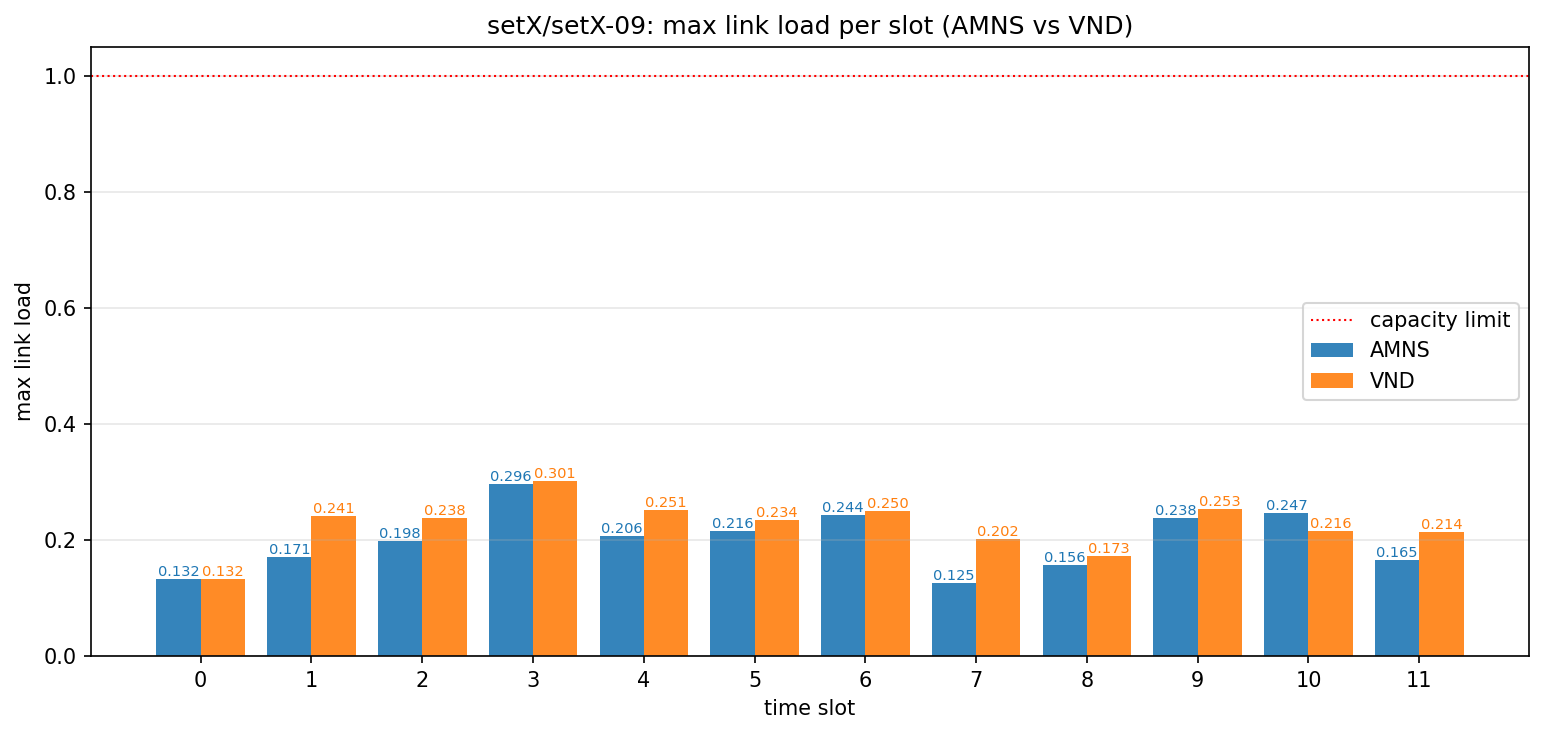 setX/setX-09: max link load per slot (AMNS vs VND)
max link load
1.0
0.8
0.6
0.4
0.2
0.0
capacity limit
AMNS
VND
0.132 0.132
0.171 0.241
0.198 0.238
0.296 0.301
0.206 0.251
0.216 0.234
0.244 0.250
0.125 0.202
0.156 0.173
0.238 0.253
0.247 0.216
0.165 0.214
0 1 2 3 4 5 6 7 8 9 10 11
time slot